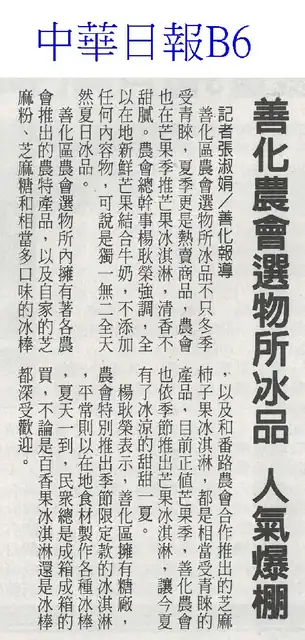 中華日報B6
善化農會選物所冰品 人氣爆棚
記者張淑娟／善化報導
善化區農會選物所冰品不只冬季
受青睞，夏季更是熱賣商品，農會
也在芒果季推芒果冰淇淋，清香不
甜膩。農會總幹事楊耿榮強調，全
以在地新鮮芒果結合牛奶，不添加
任何內容物，可說是獨一無二全天
然夏日冰品。
善化區農會選物所內擁有著各農
會推出的農特產品，以及自家的芝
麻粉、芝麻糖和相當多口味的冰棒
，以及和番路農會合作推出的芝麻
柿子果冰淇淋，都是相當受青睞的
產品，目前正值芒果季，善化農會
也依季節推出芒果冰淇淋，讓今夏
有了冰涼的甜甜一夏。
楊耿榮表示，善化區擁有糖廠，
農會特別推出季節限定款的冰淇淋
，平常則以在地食材製作各種冰棒
，夏天一到，民衆總是成箱成箱的
買，不論是百香果冰淇淋還是冰棒
都深受歡迎。